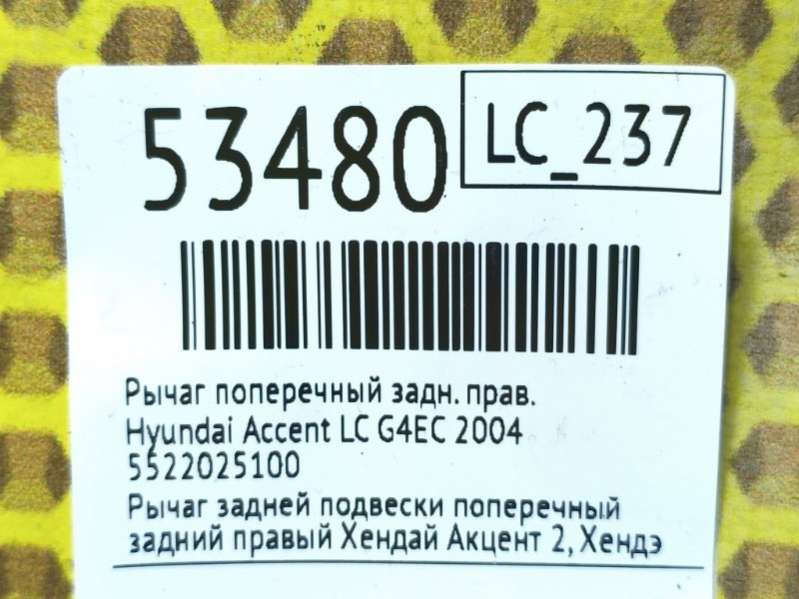 53480
LC_237
Рычаг поперечный задн. прав.
Hyundai Accent LC G4EC 2004
5522025100
Рычаг задней подвески поперечный
задний правый Хендай Акцент 2, Хендэ